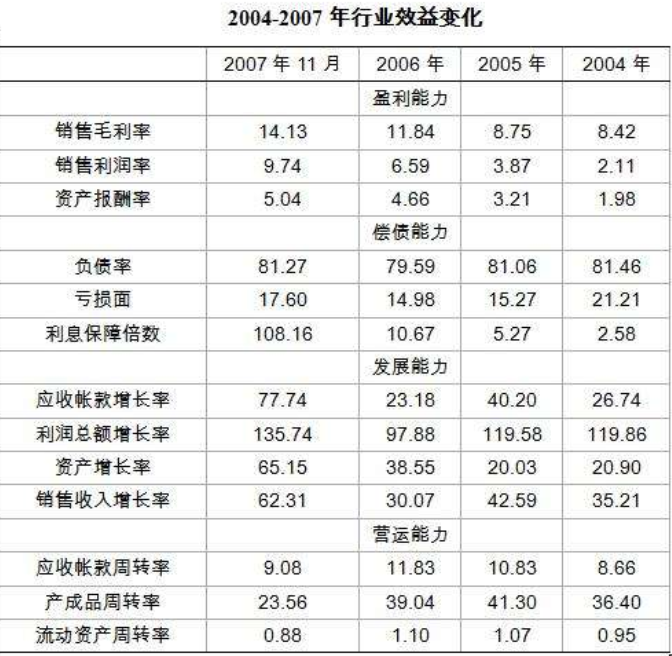 2004-2007 年行业效益变化
2007 年 11 月 2006 年 2005 年 2004 年
盈利能力
销售毛利率 14.13 11.84 8.75 8.42
销售利润率 9.74 6.59 3.87 2.11
资产报酬率 5.04 4.66 3.21 1.98
偿债能力
负债率 81.27 79.59 81.06 81.46
亏损面 17.60 14.98 15.27 21.21
利息保障倍数 108.16 10.67 5.27 2.58
发展能力
应收帐款增长率 77.74 23.18 40.20 26.74
利润总额增长率 135.74 97.88 119.58 119.86
资产增长率 65.15 38.55 20.03 20.90
销售收入增长率 62.31 30.07 42.59 35.21
营运能力
应收帐款周转率 9.08 11.83 10.83 8.66
产成品周转率 23.56 39.04 41.30 36.40
流动资产周转率 0.88 1.10 1.07 0.95